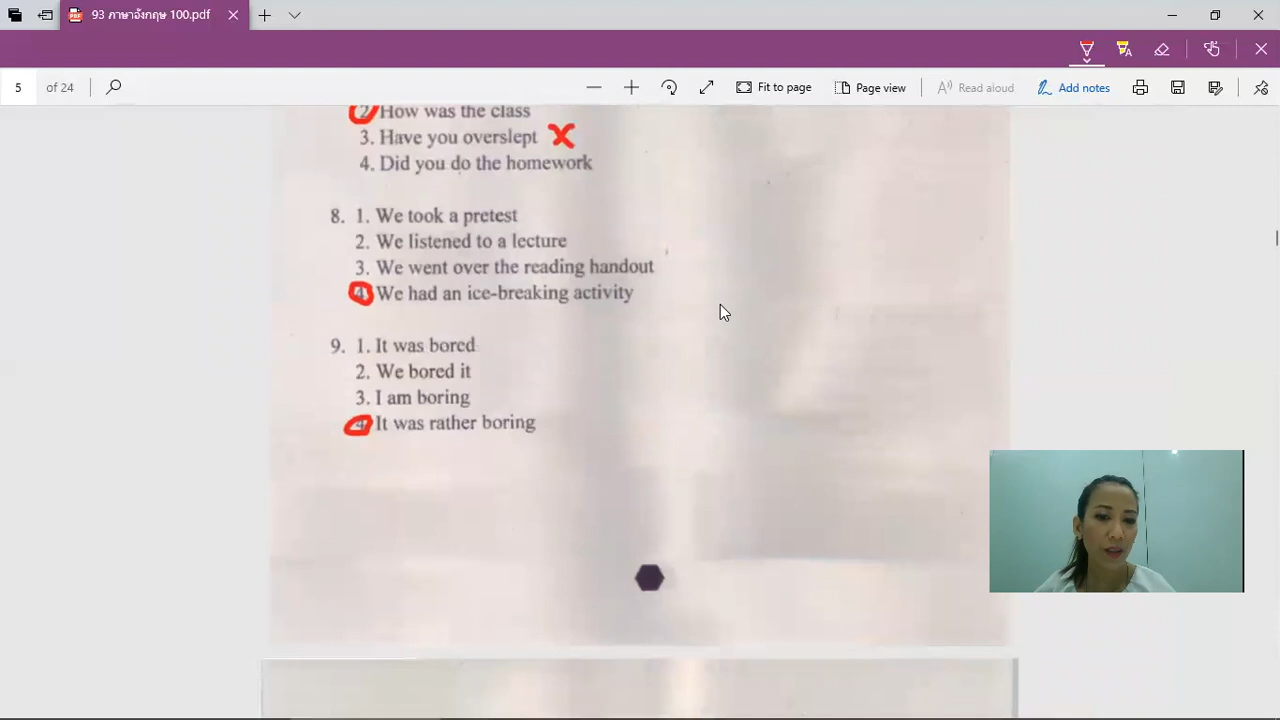 93 ภาษาอังกฤษ 100.pdf
5 of 24
Fit to page
Page view
Read aloud
Add notes
2. How was the class
3. Have you overslept
4. Did you do the homework
8. 1. We took a pretest
2. We listened to a lecture
3. We went over the reading handout
4. We had an ice-breaking activity
9. 1. It was bored
2. We bored it
3. I am boring
4. It was rather boring